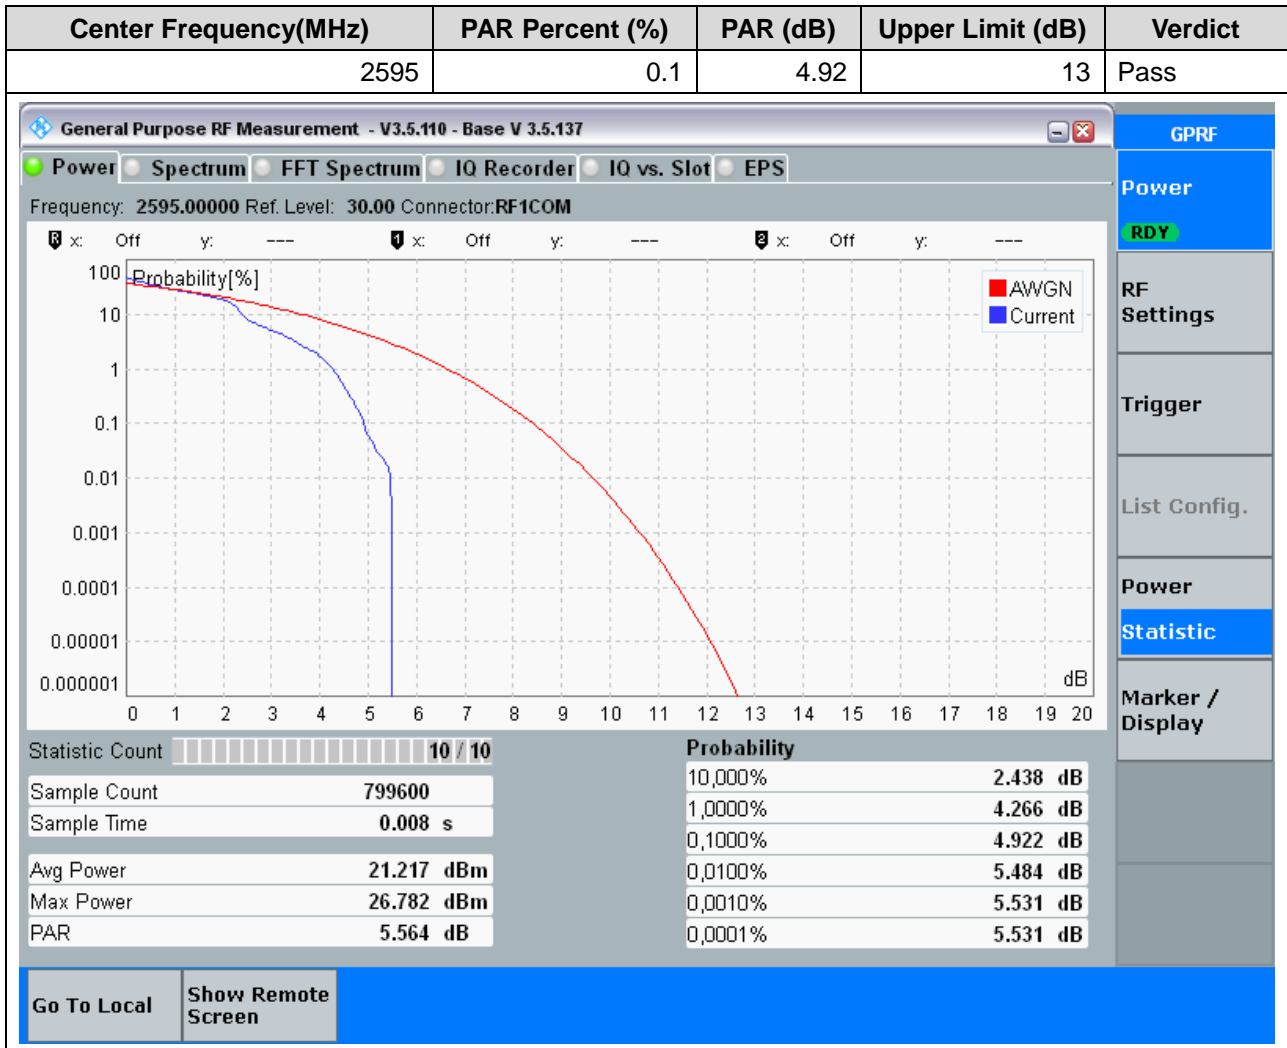 Center Frequency(MHz) PAR Percent (%) PAR (dB) Upper Limit (dB) Verdict
2595 0.1 4.92 13 Pass
General Purpose RF Measurement - V3.5.110 - Base V 3.5.137
GPRF
Power Spectrum FFT Spectrum IQ Recorder IQ vs. Slot EPS
Frequency: 2595.00000 Ref. Level: 30.00 Connector:RF1COM
R x: Off y: --- 1 x: Off y: --- 2 x: Off y: ---
Probability[%]
AWGN
Current
100
10
1
0.1
0.01
0.001
0.0001
0.00001
0.000001
dB
0 1 2 3 4 5 6 7 8 9 10 11 12 13 14 15 16 17 18 19 20
Statistic Count 10 / 10
Sample Count 799600
Sample Time 0.008 s
Avg Power 21.217 dBm
Max Power 26.782 dBm
PAR 5.564 dB
Probability
10,000% 2.438 dB
1,0000% 4.266 dB
0,1000% 4.922 dB
0,0100% 5.484 dB
0,0010% 5.531 dB
0,0001% 5.531 dB
Power
RDY
RF
Settings
Trigger
List Config.
Power
Statistic
Marker /
Display
Go To Local
Show Remote
Screen